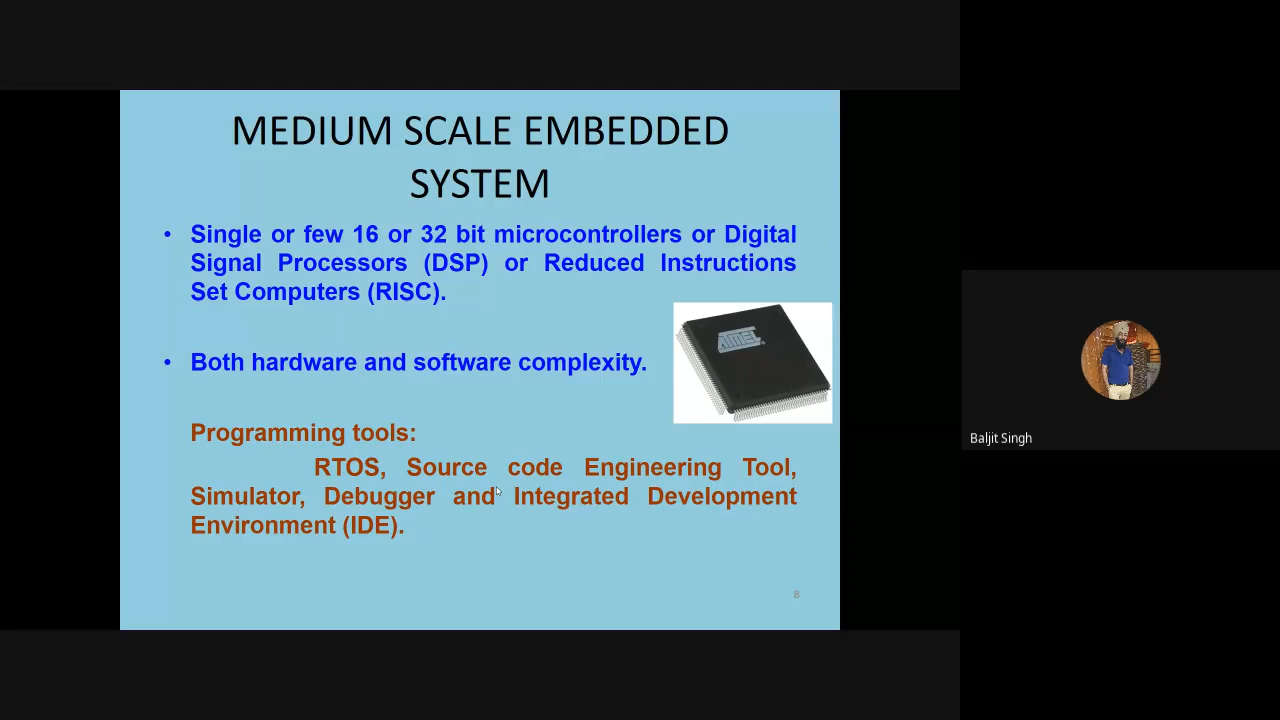 MEDIUM SCALE EMBEDDED
SYSTEM
• Single or few 16 or 32 bit microcontrollers or Digital
Signal Processors (DSP) or Reduced Instructions
Set Computers (RISC).
ATMEL
• Both hardware and software complexity.
Programming tools:
RTOS, Source code Engineering Tool,
Simulator, Debugger and Integrated Development
Environment (IDE).
8
Baljit Singh